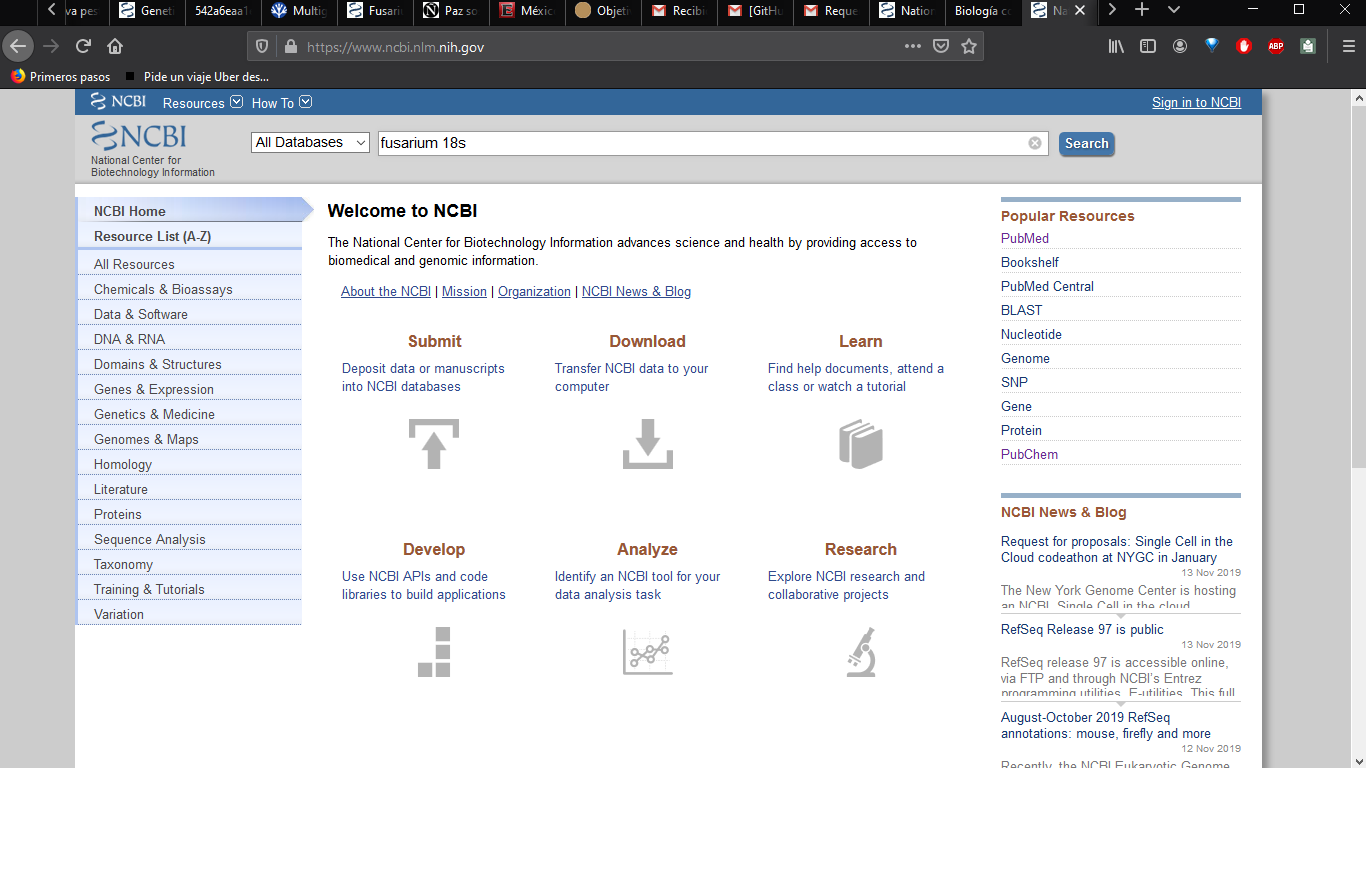 va pes
Genet
542a6eaa1
Multig
Fusari
Paz so
Méxic
Objeti
Recibi
[GitHu
Reque
Nation
Biología co
Na
https://www.ncbi.nlm.nih.gov
ABP
Primeros pasos
Pide un viaje Uber des...
NCBI Resources How To
Sign in to NCBI
NCBI
National Center for
Biotechnology Information
All Databases
fusarium 18s
Search
NCBI Home
Resource List (A-Z)
All Resources
Chemicals & Bioassays
Data & Software
DNA & RNA
Domains & Structures
Genes & Expression
Genetics & Medicine
Genomes & Maps
Homology
Literature
Proteins
Sequence Analysis
Taxonomy
Training & Tutorials
Variation
Welcome to NCBI
The National Center for Biotechnology Information advances science and health by providing access to
biomedical and genomic information.
About the NCBI | Mission | Organization | NCBI News & Blog
Submit
Deposit data or manuscripts
into NCBI databases
Download
Transfer NCBI data to your
computer
Learn
Find help documents, attend a
class or watch a tutorial
Develop
Use NCBI APIs and code
libraries to build applications
Analyze
Identify an NCBI tool for your
data analysis task
Research
Explore NCBI research and
collaborative projects
Popular Resources
PubMed
Bookshelf
PubMed Central
BLAST
Nucleotide
Genome
SNP
Gene
Protein
PubChem
NCBI News & Blog
Request for proposals: Single Cell in the
Cloud codeathon at NYGC in January
13 Nov 2019
The New York Genome Center is hosting
an NCBI Single Cell in the cloud
RefSeq Release 97 is public
13 Nov 2019
RefSeq release 97 is accessible online,
via FTP and through NCBI's Entrez
programming utilities, E-utilities. This full
August-October 2019 RefSeq
annotations: mouse, firefly and more
12 Nov 2019
Recently, the NCBI Eukaryotic Genome